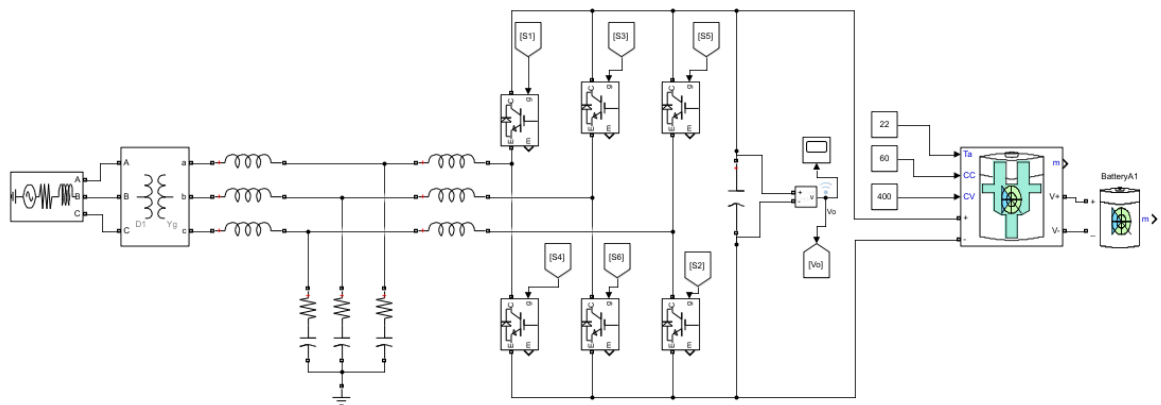 [S1]
[S3]
[S5]
g
C
E
m
g
C
E
m
g
C
E
m
22
60
400
Ta
CC
CV
+
-
m
V+
V-
BatteryA1
+
-
m
A
B
C
A
B
C
D1
Yg
a
b
c
+
-
v
Vo
[Vo]
[S4]
[S6]
[S2]
g
C
E
m
g
C
E
m
g
C
E
m